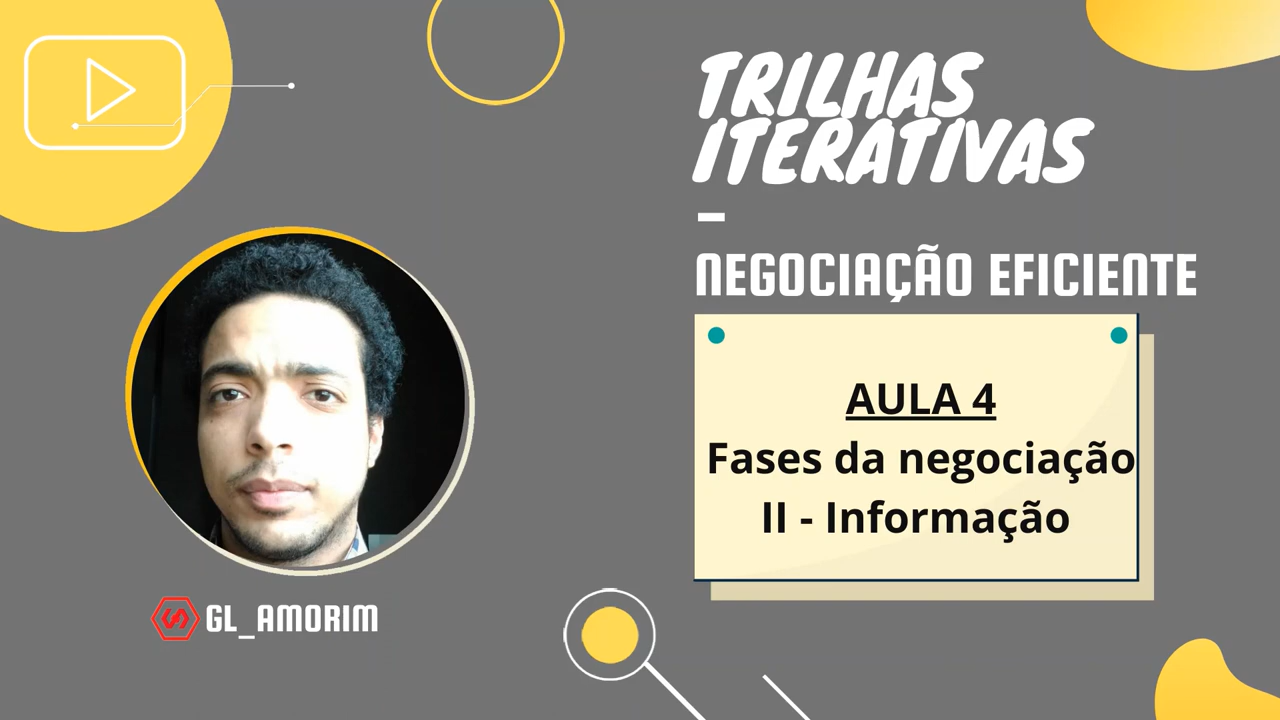 TRILHAS
ITERATIVAS
NEGOCIAÇÃO EFICIENTE
AULA 4
Fases da negociação
II - Informação
GL_AMORIM